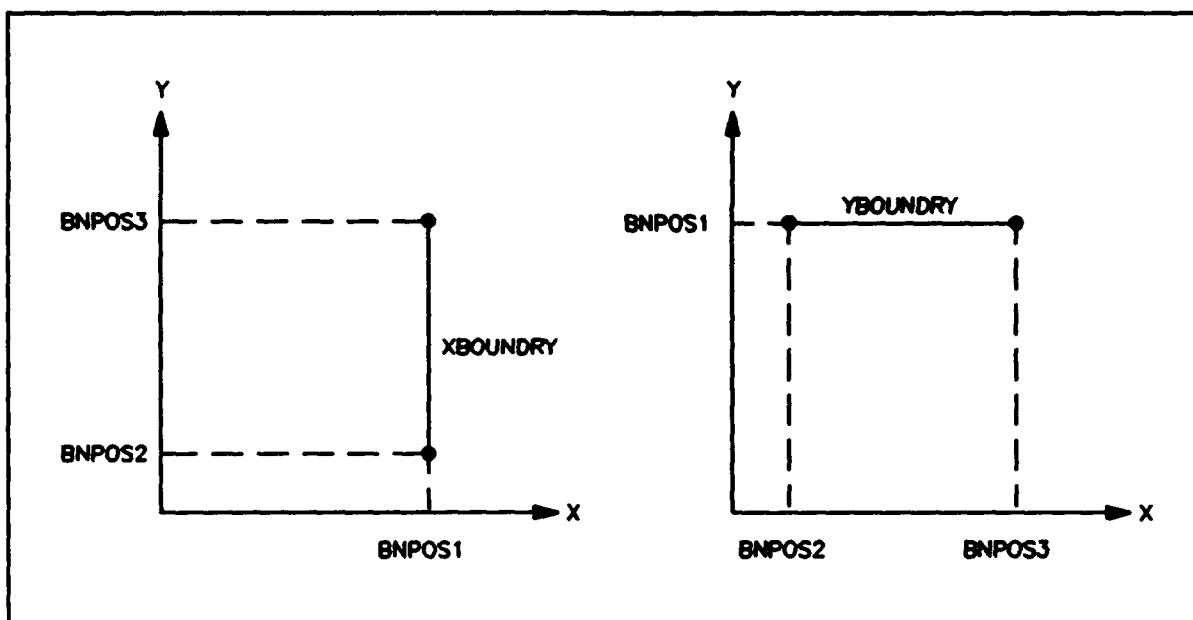 Y
BNPOS3
XBOUNDRY
BNPOS2
X
BNPOS1
Y
YBOUNDRY
BNPOS1
X
BNPOS2
BNPOS3